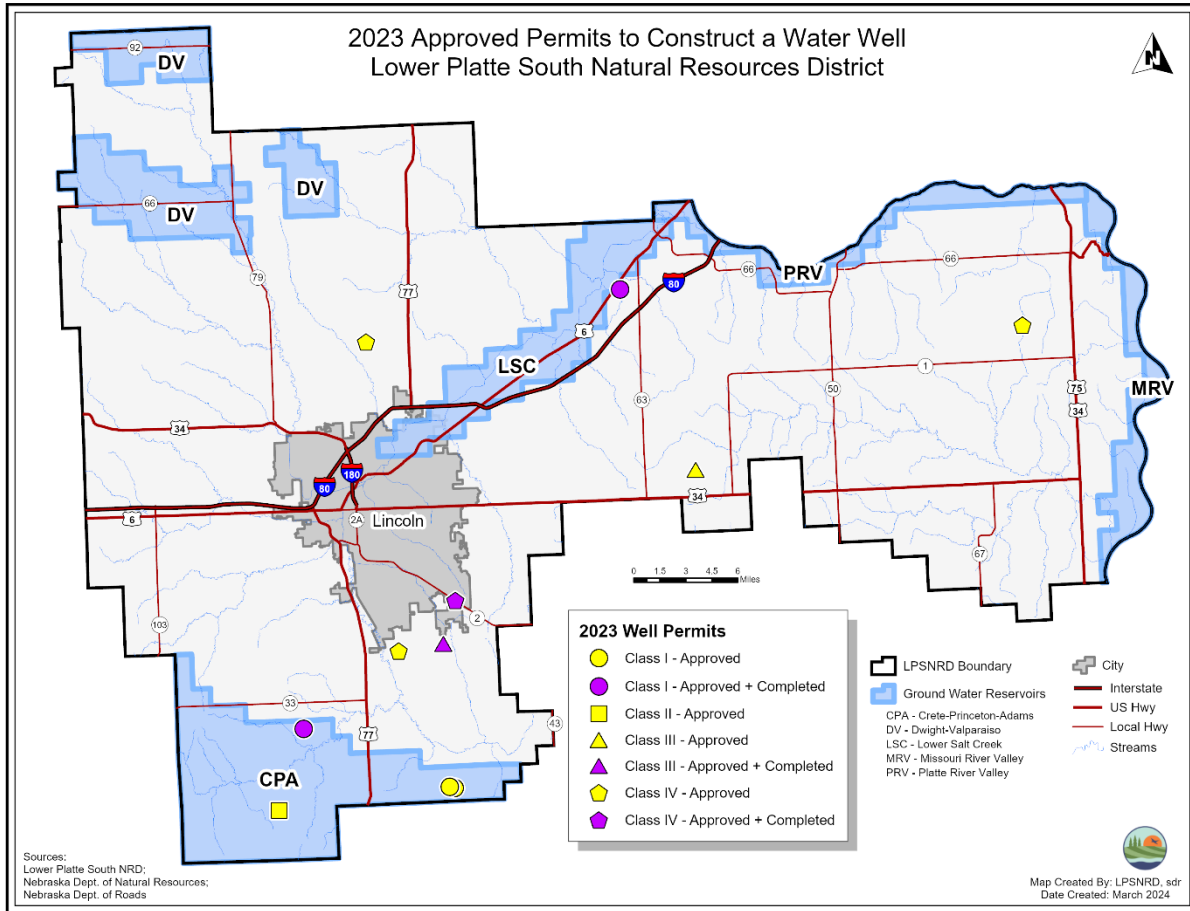 2023 Approved Permits to Construct a Water Well
Lower Platte South Natural Resources District
N
92
DV
DV
66
DV
79
77
66
PRV
66
80
6
LSC
63
1
50
75
34
MRV
34
180
80
6
2A
Lincoln
34
67
2
103
33
77
43
CPA
0 1.5 3 4.5 6
Miles
2023 Well Permits
Class I - Approved
Class I - Approved + Completed
Class II - Approved
Class III - Approved
Class III - Approved + Completed
Class IV - Approved
Class IV - Approved + Completed
LPSNRD Boundary
Ground Water Reservoirs
CPA - Crete-Princeton-Adams
DV - Dwight-Valparaiso
LSC - Lower Salt Creek
MRV - Missouri River Valley
PRV - Platte River Valley
City
Interstate
US Hwy
Local Hwy
Streams
Sources:
Lower Platte South NRD;
Nebraska Dept. of Natural Resources;
Nebraska Dept. of Roads
Map Created By: LPSNRD, sdr
Date Created: March 2024